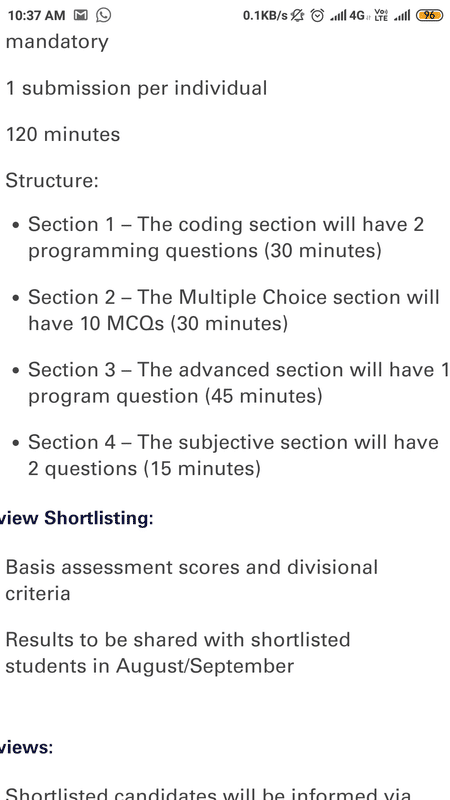 10:37 AM 0.1KB/s 4G Vo) LTE 96
mandatory
1 submission per individual
120 minutes
Structure:
• Section 1 – The coding section will have 2
programming questions (30 minutes)
• Section 2 – The Multiple Choice section will
have 10 MCQs (30 minutes)
• Section 3 – The advanced section will have 1
program question (45 minutes)
• Section 4 – The subjective section will have
2 questions (15 minutes)
view Shortlisting:
Basis assessment scores and divisional
criteria
Results to be shared with shortlisted
students in August/September
views:
Shortlisted candidates will be informed via